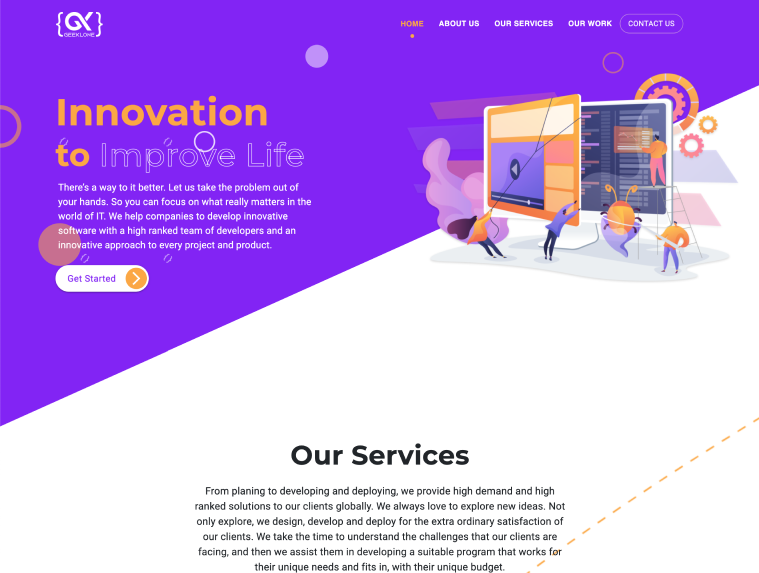 GEEKLONE
HOME ABOUT US OUR SERVICES OUR WORK CONTACT US
Innovation
to Improve Life
There's a way to it better. Let us take the problem out of
your hands. So you can focus on what really matters in the
world of IT. We help companies to develop innovative
software with a high ranked team of developers and an
innovative approach to every project and product.
Get Started
Our Services
From planing to developing and deploying, we provide high demand and high
ranked solutions to our clients globally. We always love to explore new ideas. Not
only explore, we design, develop and deploy for the extra ordinary satisfaction of
our clients. We take the time to understand the challenges that our clients are
facing, and then we assist them in developing a suitable program that works for
their unique needs and fits in, with their unique budget.